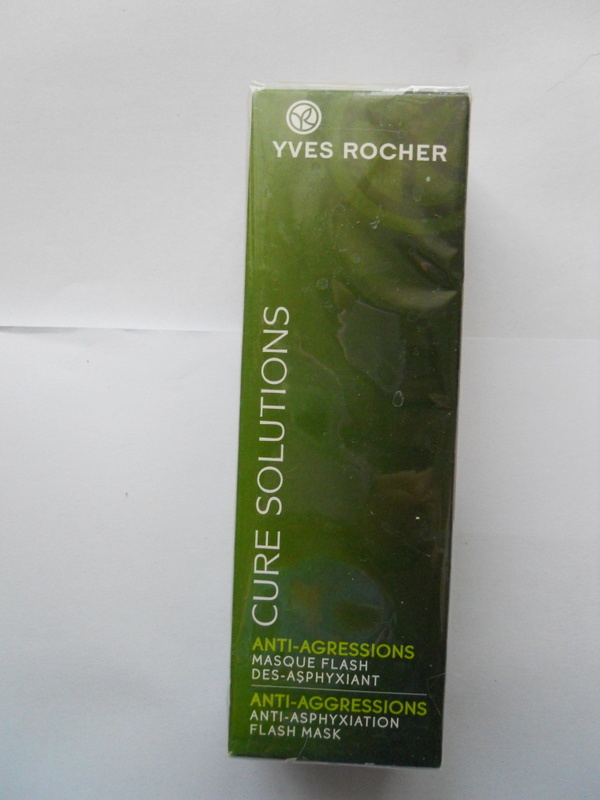 YVES ROCHER
CURE SOLUTIONS
ANTI-AGRESSIONS
MASQUE FLASH
DES-ASPHYXIANT
ANTI-AGGRESSIONS
ANTI-ASPHYXIATION
FLASH MASK